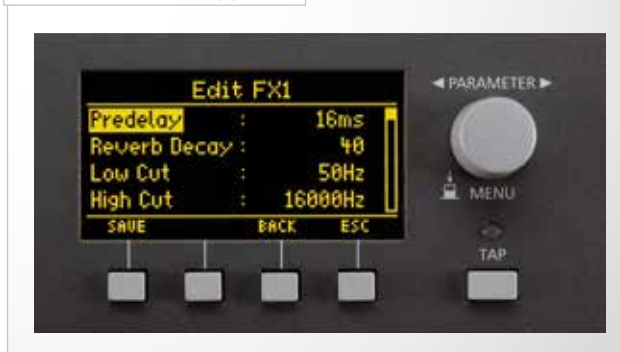 Edit FX1
Predelay : 16ms
Reverb Decay : 40
Low Cut : 50Hz
High Cut : 16000Hz
SAVE BACK ESC
◄ PARAMETER ►
MENU
TAP